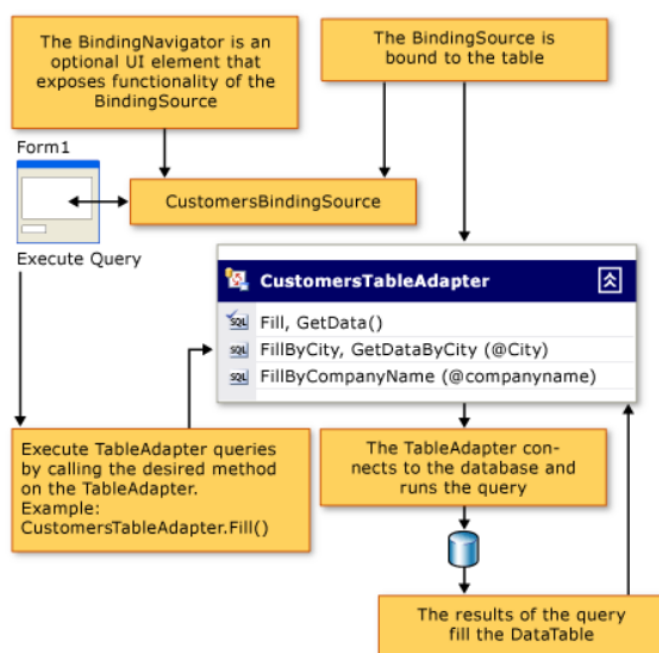 The BindingNavigator is an
optional UI element that
exposes functionality of the
BindingSource
The BindingSource is
bound to the table
Form1
CustomersBindingSource
Execute Query
CustomersTableAdapter
SQL Fill, GetData()
SQL FillByCity, GetDataByCity (@City)
SQL FillByCompanyName (@companyname)
Execute TableAdapter queries
by calling the desired method
on the TableAdapter.
Example:
CustomersTableAdapter.Fill()
The TableAdapter con-
nects to the database and
runs the query
The results of the query
fill the DataTable